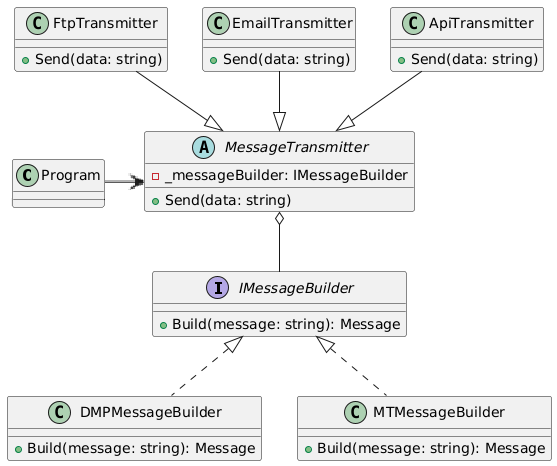 C FtpTransmitter
Send(data: string)
C EmailTransmitter
Send(data: string)
C ApiTransmitter
Send(data: string)
A MessageTransmitter
_messageBuilder: IMessageBuilder
Send(data: string)
C Program
I IMessageBuilder
Build(message: string): Message
C DMPMessageBuilder
Build(message: string): Message
C MTMessageBuilder
Build(message: string): Message